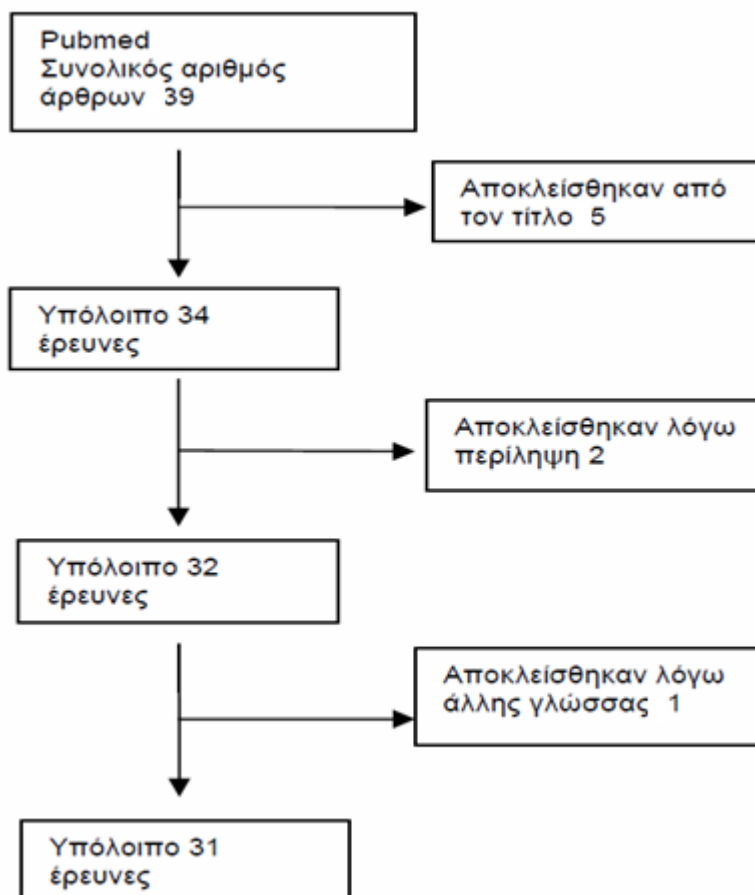 Pubmed
Συνολικός αριθμός
άρθρων 39
Αποκλείσθηκαν από
τον τίτλο 5
Υπόλοιπο 34
έρευνες
Αποκλείσθηκαν λόγω
περίληψη 2
Υπόλοιπο 32
έρευνες
Αποκλείσθηκαν λόγω
άλλης γλώσσας 1
Υπόλοιπο 31
έρευνες